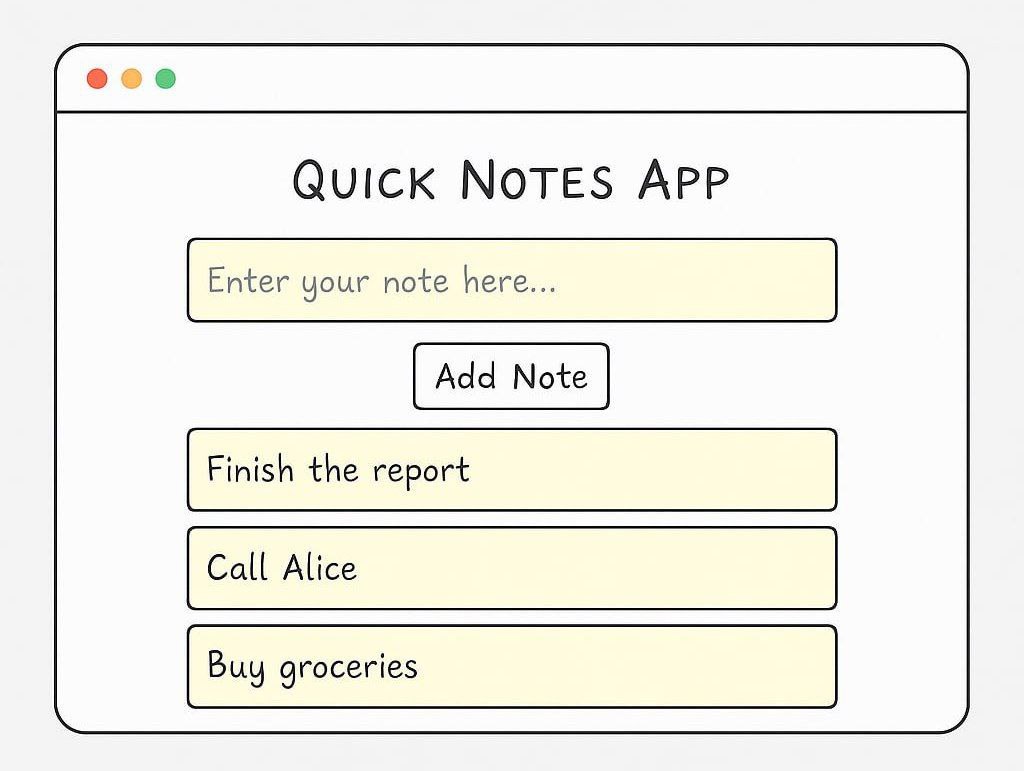 Quick Notes App
Enter your note here...
Add Note
Finish the report
Call Alice
Buy groceries